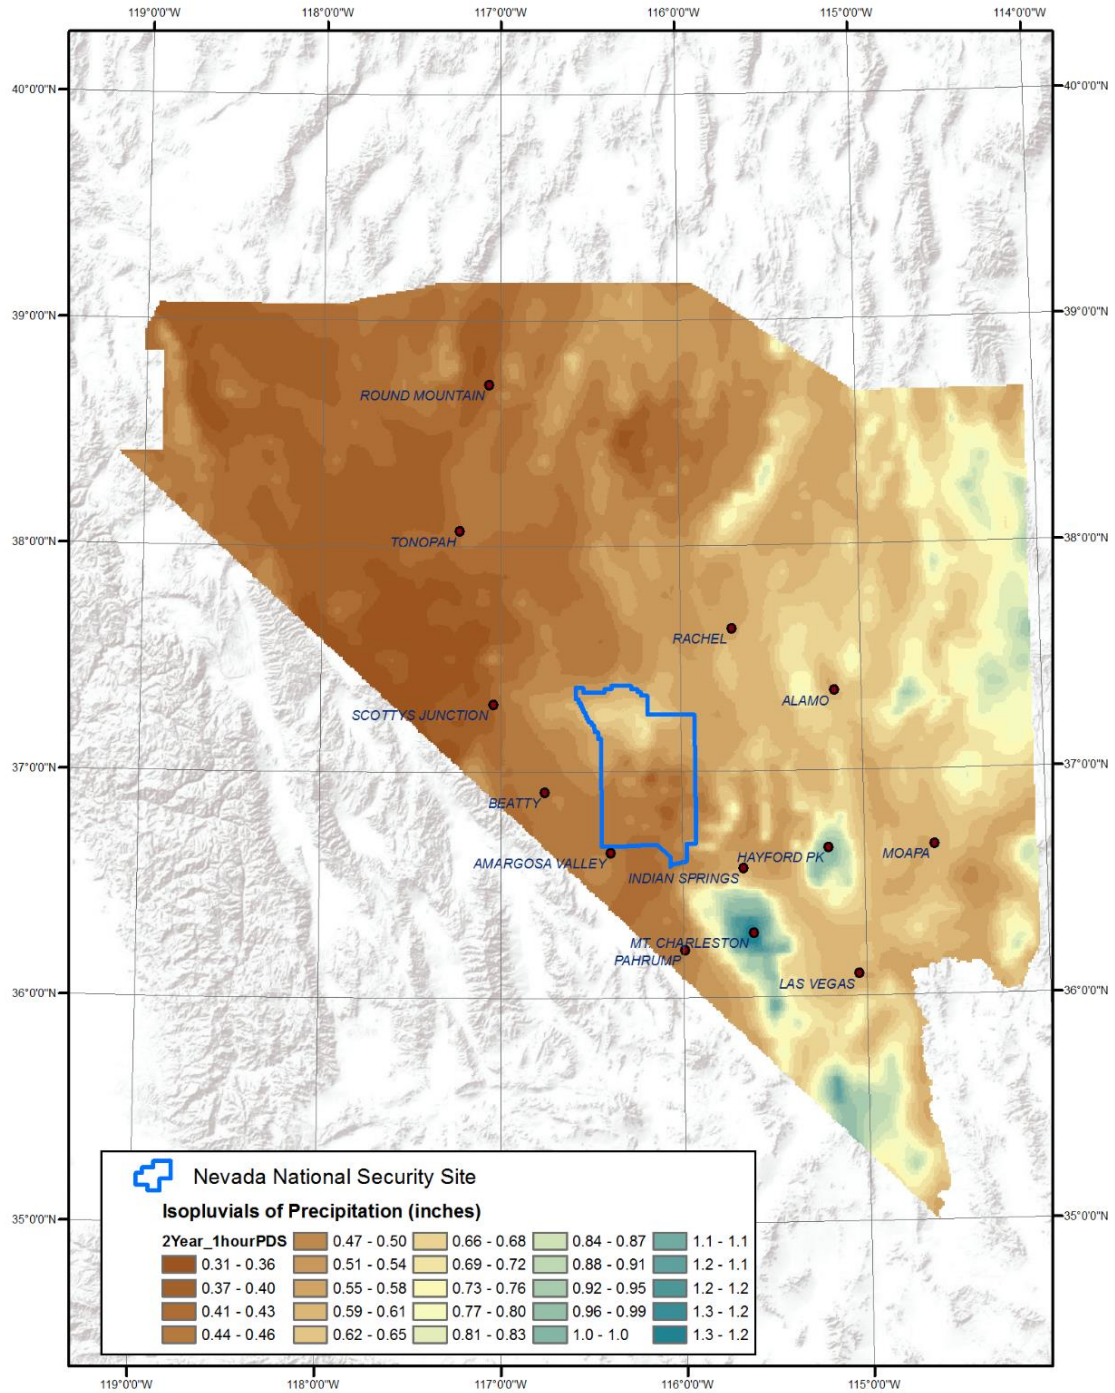 119°0'0"W 118°0'0"W 117°0'0"W 116°0'0"W 115°0'0"W 114°0'0"W
40°0'0"N 40°0'0"N
39°0'0"N 39°0'0"N
ROUND MOUNTAIN
38°0'0"N 38°0'0"N
TONOPAH
RACHEL
ALAMO
SCOTTYS JUNCTION
37°0'0"N 37°0'0"N
BEATTY
HAYFORD PK MOAPA
AMARGOSA VALLEY
INDIAN SPRINGS
MT. CHARLESTON
PAHRUMP
LAS VEGAS
36°0'0"N 36°0'0"N
35°0'0"N 35°0'0"N
Nevada National Security Site
Isopluvials of Precipitation (inches)
2Year_1hourPDS 0.47 - 0.50 0.66 - 0.68 0.84 - 0.87 1.1 - 1.1
0.31 - 0.36 0.51 - 0.54 0.69 - 0.72 0.88 - 0.91 1.2 - 1.1
0.37 - 0.40 0.55 - 0.58 0.73 - 0.76 0.92 - 0.95 1.2 - 1.2
0.41 - 0.43 0.59 - 0.61 0.77 - 0.80 0.96 - 0.99 1.3 - 1.2
0.44 - 0.46 0.62 - 0.65 0.81 - 0.83 1.0 - 1.0 1.3 - 1.2
119°0'0"W 118°0'0"W 117°0'0"W 116°0'0"W 115°0'0"W